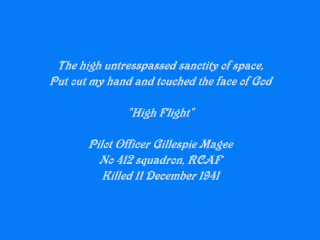 The high untresspassed sanctity of space,
Put out my hand and touched the face of God
"High Flight"
Pilot Officer Gillespie Magee
No 412 squadron, RCAF
Killed 11 December 1941